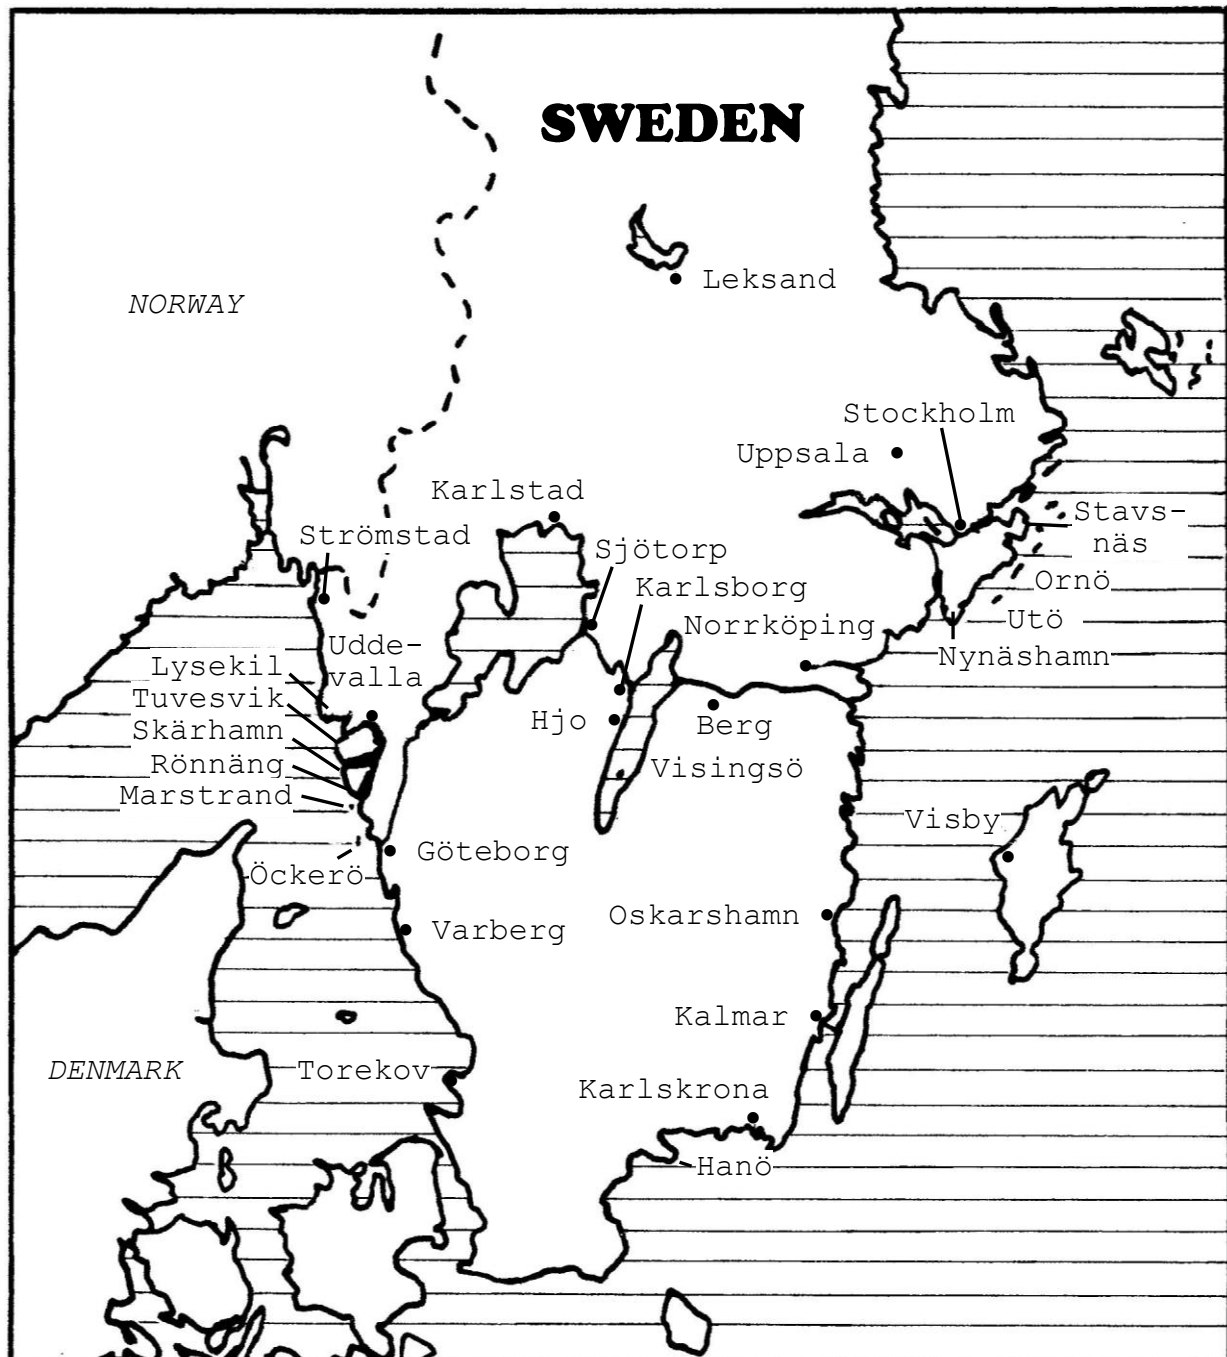 SWEDEN
Leksand
NORWAY
Stockholm
Uppsala
Karlstad
Stavs-
näs
Strömstad
Sjötorp
Karlsborg
Ornö
Utö
Norrköping
Nynäshamn
Udde-
valla
Lysekil
Tuvesvik
Skärhamn
Rönnäng
Marstrand
Hjo
Berg
Visingsö
Visby
Göteborg
Öckerö
Oskarshamn
Varberg
Kalmar
DENMARK
Torekov
Karlskrona
Hanö